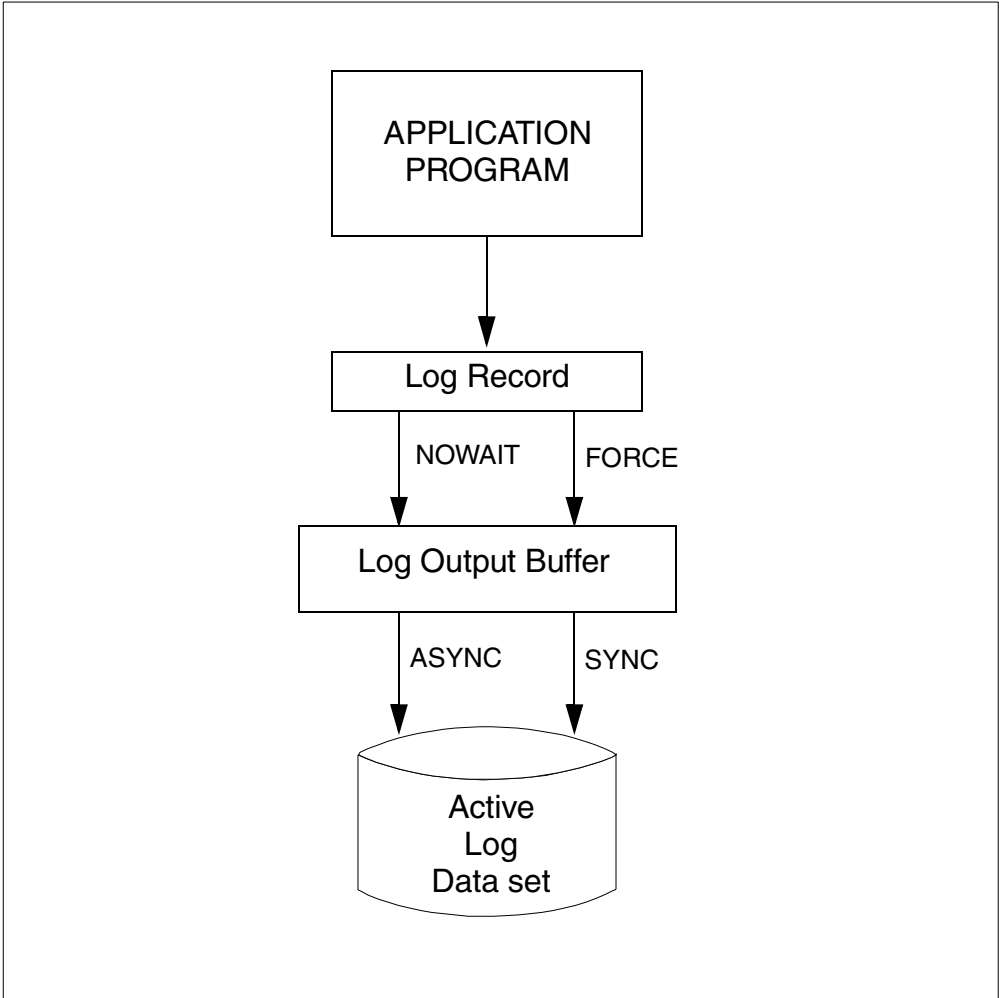 APPLICATION
PROGRAM
Log Record
NOWAIT
FORCE
Log Output Buffer
ASYNC
SYNC
Active
Log
Data set